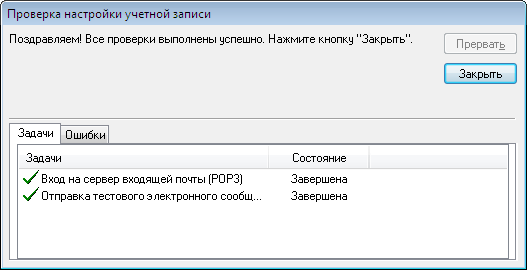 Проверка настройки учетной записи
Поздравляем! Все проверки выполнены успешно. Нажмите кнопку "Закрыть".
Прервать
Закрыть
Задачи Ошибки
Задачи Состояние
Вход на сервер входящей почты (POP3) Завершена
Отправка тестового электронного сообщ... Завершена